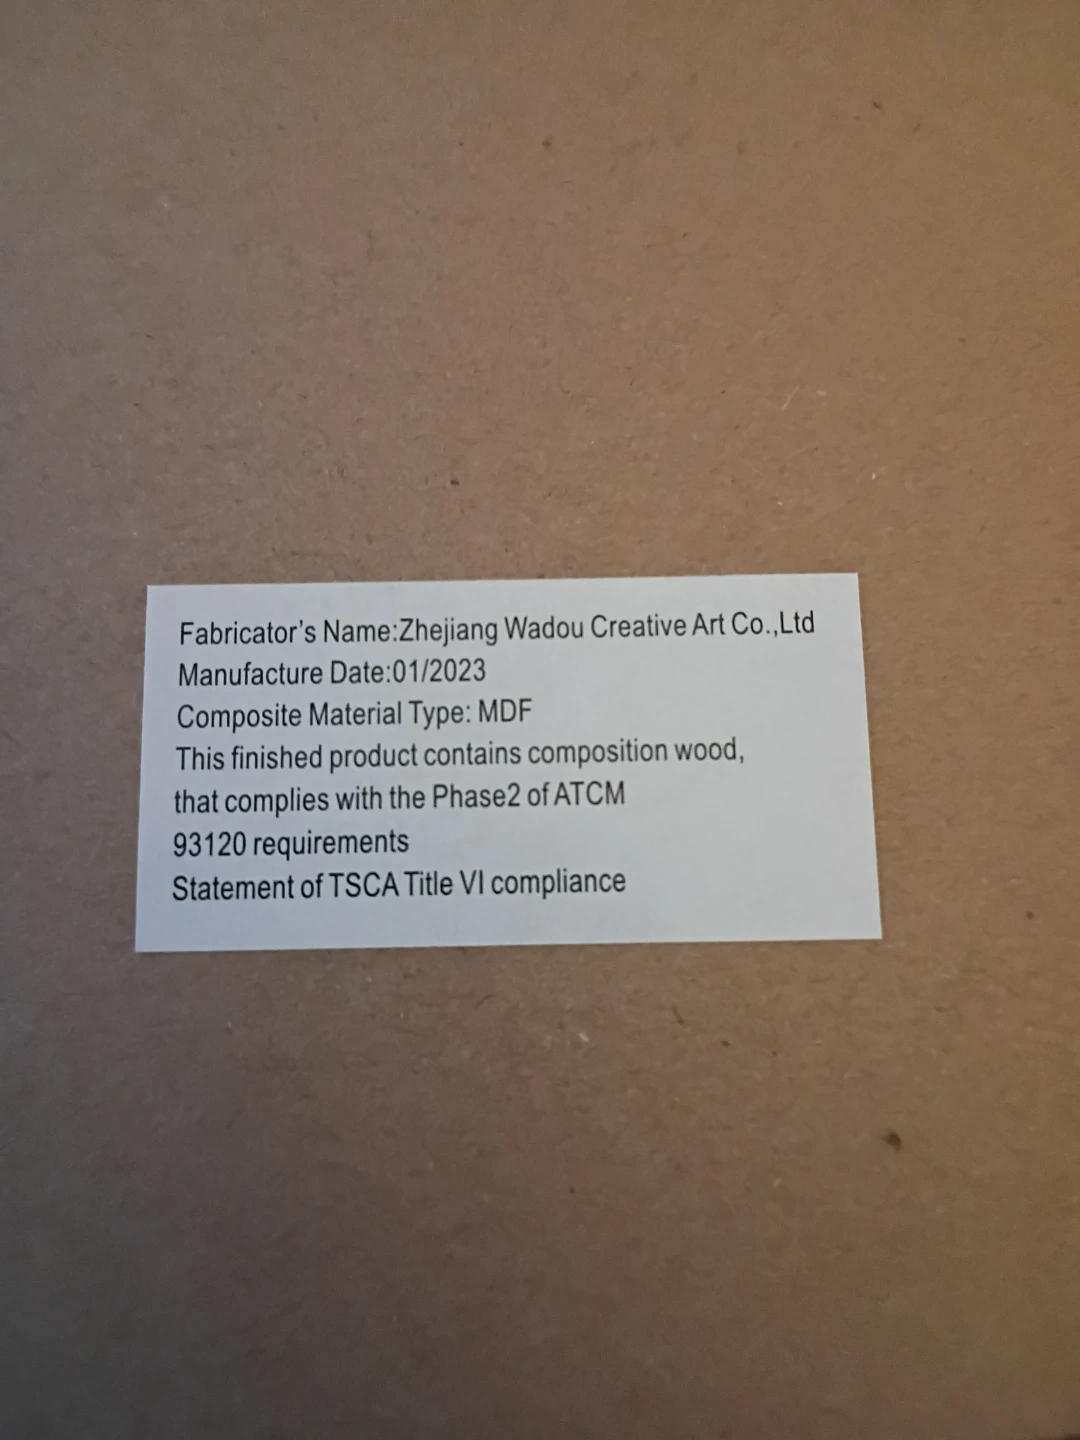 Fabricator's Name:Zhejiang Wadou Creative Art Co.,Ltd
Manufacture Date:01/2023
Composite Material Type: MDF
This finished product contains composition wood,
that complies with the Phase2 of ATCM
93120 requirements
Statement of TSCA Title VI compliance